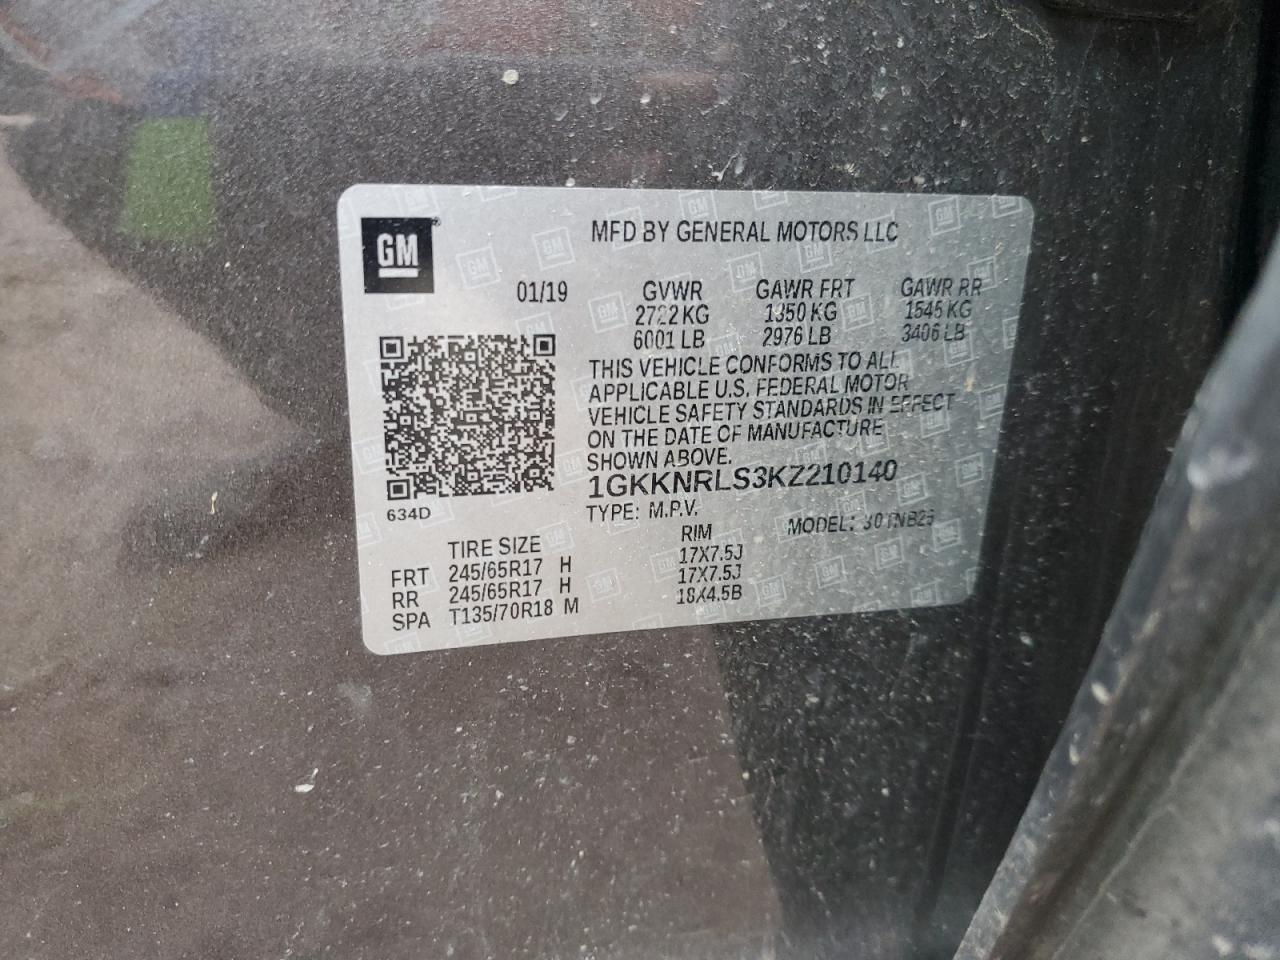 GM
MFD BY GENERAL MOTORS LLC
01/19 GVWR GAWR FRT GAWR RR
2722 KG 1350 KG 1545 KG
6001 LB 2976 LB 3406 LB
THIS VEHICLE CONFORMS TO ALL
APPLICABLE U.S. FEDERAL MOTOR
VEHICLE SAFETY STANDARDS IN EFFECT
ON THE DATE OF MANUFACTURE
SHOWN ABOVE.
1GKKNRLS3KZ210140
TYPE: M.P.V. MODEL:
634D
TIRE SIZE RIM
FRT 245/65R17 H 17X7.5J
RR 245/65R17 H 17X7.5J
SPA T135/70R18 M 18X4.5B